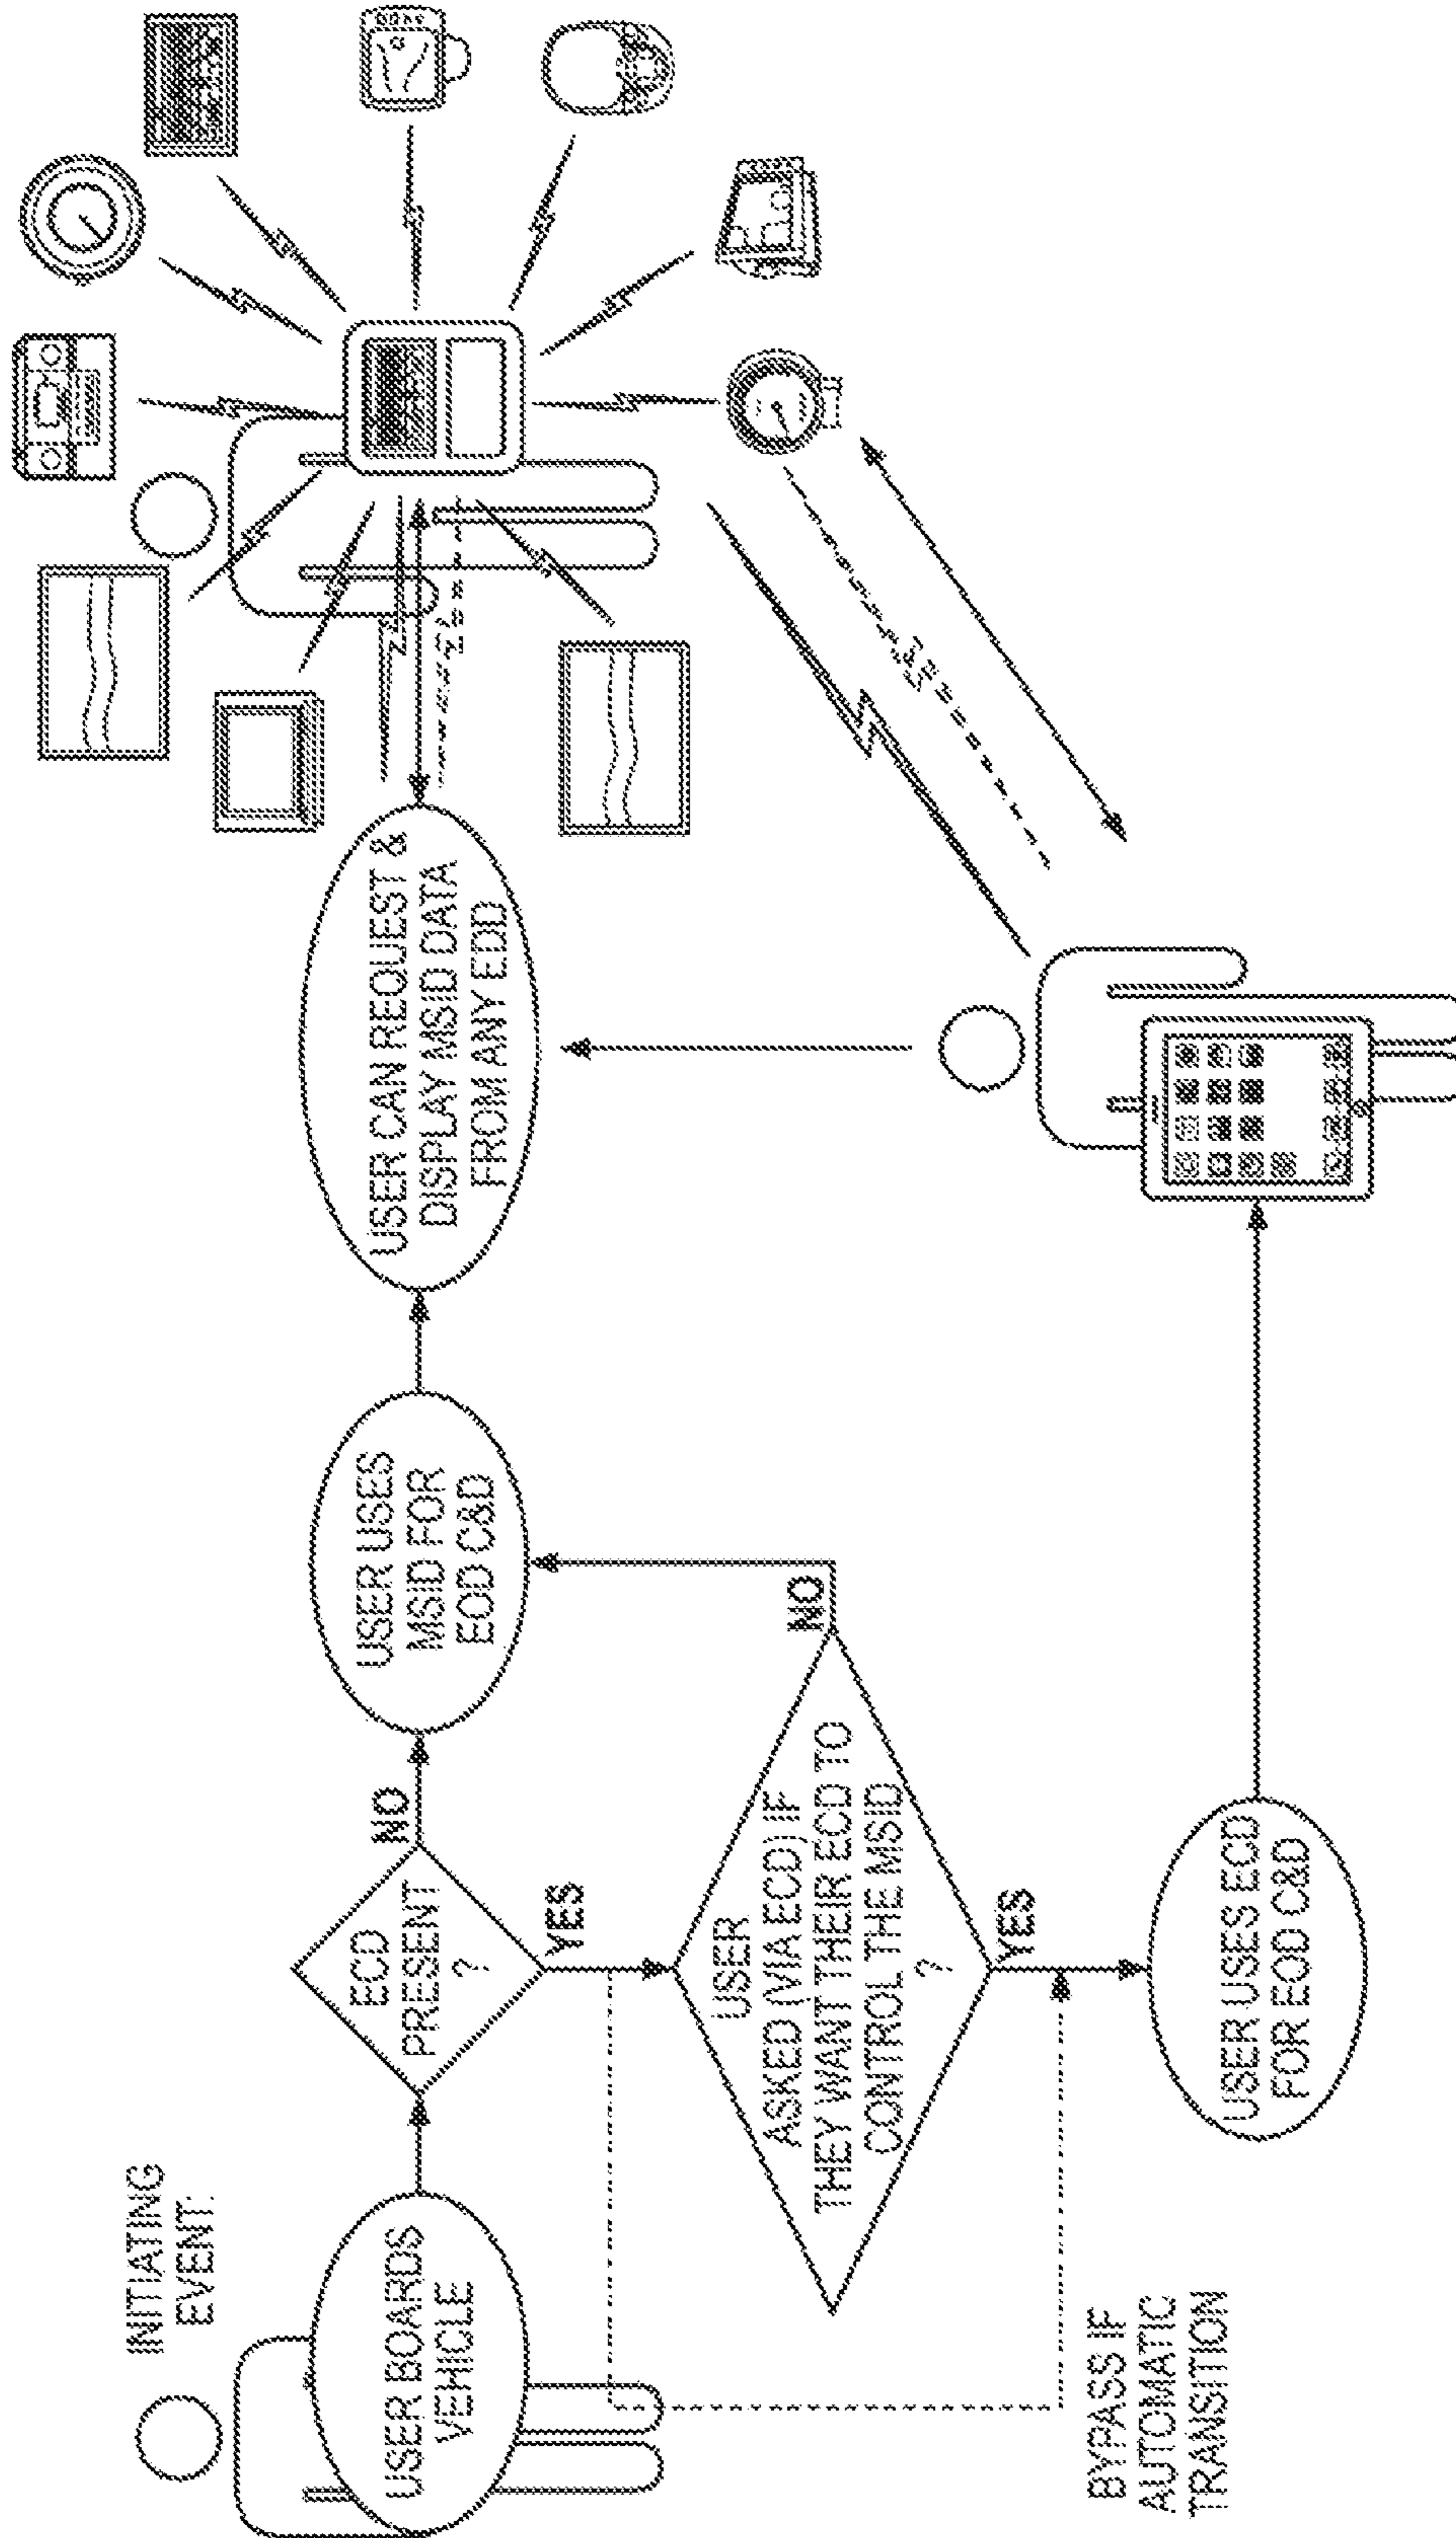 INITIATING
EVENT:
USER BOARDS
VEHICLE
ECD
PRESENT
?
NO
YES
USER USES
MSID FOR
EOD C&D
USER CAN REQUEST &
DISPLAY MSID DATA
FROM ANY EDD
USER
ASKED (VIA ECD) IF
THEY WANT THEIR ECD TO
CONTROL THE MSID
?
NO
YES
BYPASS IF
AUTOMATIC
TRANSITION
USER USES ECD
FOR EOD C&D